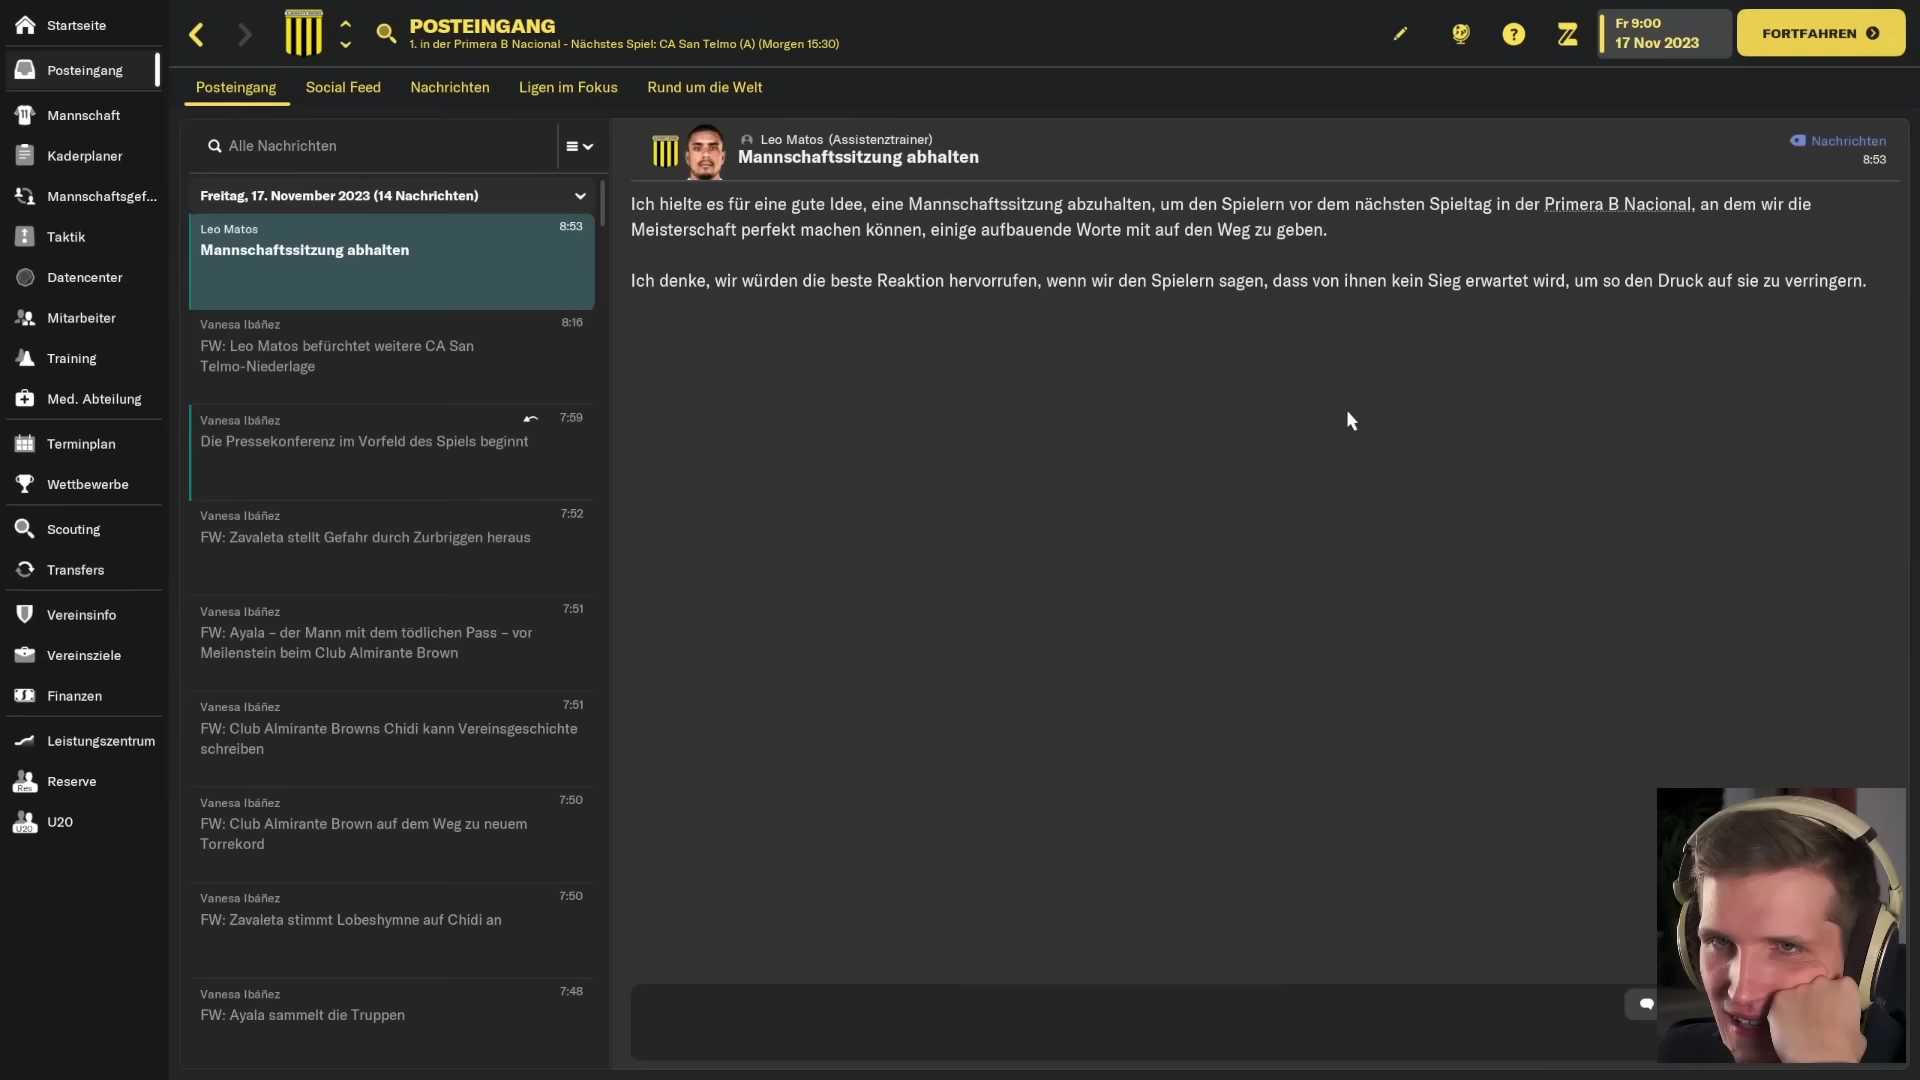 Startseite
Posteingang
Mannschaft
Kaderplaner
Mannschaftsgef...
Taktik
Datencenter
Mitarbeiter
Training
Med. Abteilung
Terminplan
Wettbewerbe
Scouting
Transfers
Vereinsinfo
Vereinsziele
Finanzen
Leistungszentrum
Res
Reserve
U20
U20
POSTEINGANG
1. in der Primera B Nacional - Nächstes Spiel: CA San Telmo (A) (Morgen 15:30)
Fr 9:00
17 Nov 2023
FORTFAHREN
Posteingang
Social Feed
Nachrichten
Ligen im Fokus
Rund um die Welt
Alle Nachrichten
Freitag, 17. November 2023 (14 Nachrichten)
Leo Matos
8:53
Mannschaftssitzung abhalten
Vanesa Ibáñez
8:16
FW: Leo Matos befürchtet weitere CA San
Telmo-Niederlage
Vanesa Ibáñez
7:59
Die Pressekonferenz im Vorfeld des Spiels beginnt
Vanesa Ibáñez
7:52
FW: Zavaleta stellt Gefahr durch Zurbriggen heraus
Vanesa Ibáñez
7:51
FW: Ayala – der Mann mit dem tödlichen Pass – vor
Meilenstein beim Club Almirante Brown
Vanesa Ibáñez
7:51
FW: Club Almirante Browns Chidi kann Vereinsgeschichte
schreiben
Vanesa Ibáñez
7:50
FW: Club Almirante Brown auf dem Weg zu neuem
Torrekord
Vanesa Ibáñez
7:50
FW: Zavaleta stimmt Lobeshymne auf Chidi an
Vanesa Ibáñez
7:48
FW: Ayala sammelt die Truppen
Leo Matos (Assistenztrainer)
Mannschaftssitzung abhalten
Nachrichten
8:53
Ich hielte es für eine gute Idee, eine Mannschaftssitzung abzuhalten, um den Spielern vor dem nächsten Spieltag in der Primera B Nacional, an dem wir die
Meisterschaft perfekt machen können, einige aufbauende Worte mit auf den Weg zu geben.
Ich denke, wir würden die beste Reaktion hervorrufen, wenn wir den Spielern sagen, dass von ihnen kein Sieg erwartet wird, um so den Druck auf sie zu verringern.